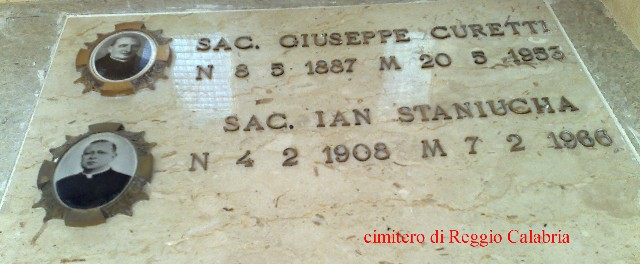 SAC. GIUSEPPE CURETTI
N 8 5 1887 M 20 5 1953
SAC. IAN STANIUCHA
N 4 2 1908 M 7 2 1966
cimitero di Reggio Calabria